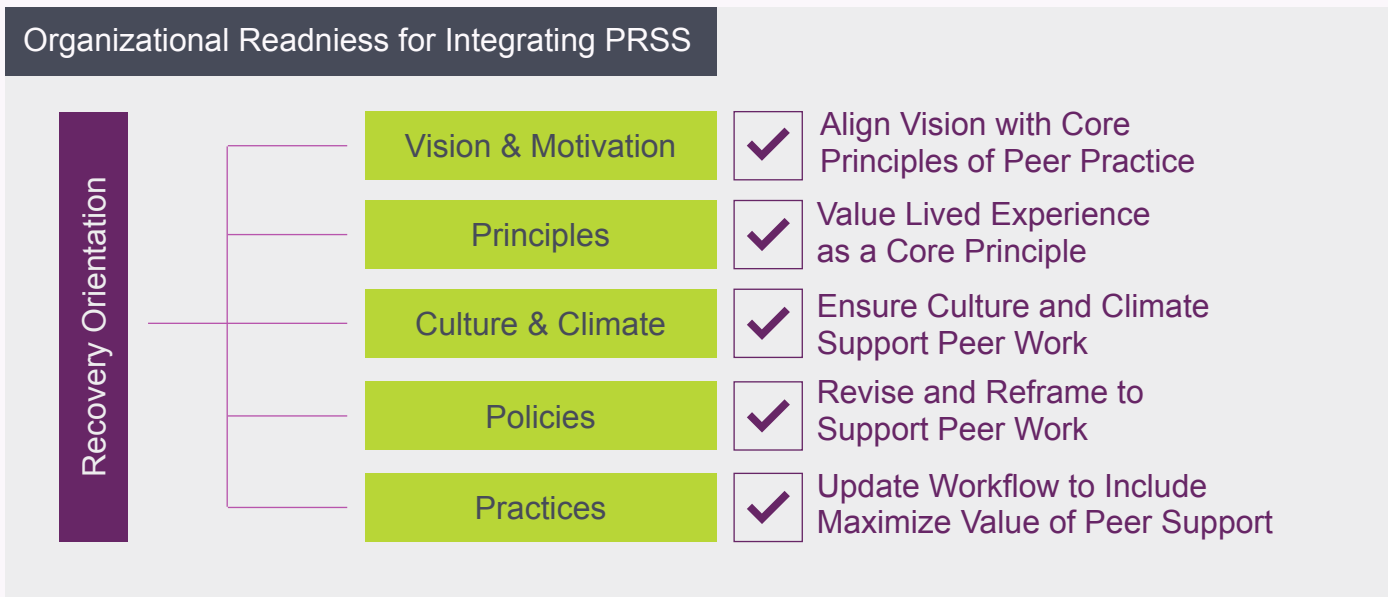 Organizational Readniess for Integrating PRSS
Recovery Orientation
Vision & Motivation
Align Vision with Core
Principles of Peer Practice
Principles
Value Lived Experience
as a Core Principle
Culture & Climate
Ensure Culture and Climate
Support Peer Work
Policies
Revise and Reframe to
Support Peer Work
Practices
Update Workflow to Include
Maximize Value of Peer Support